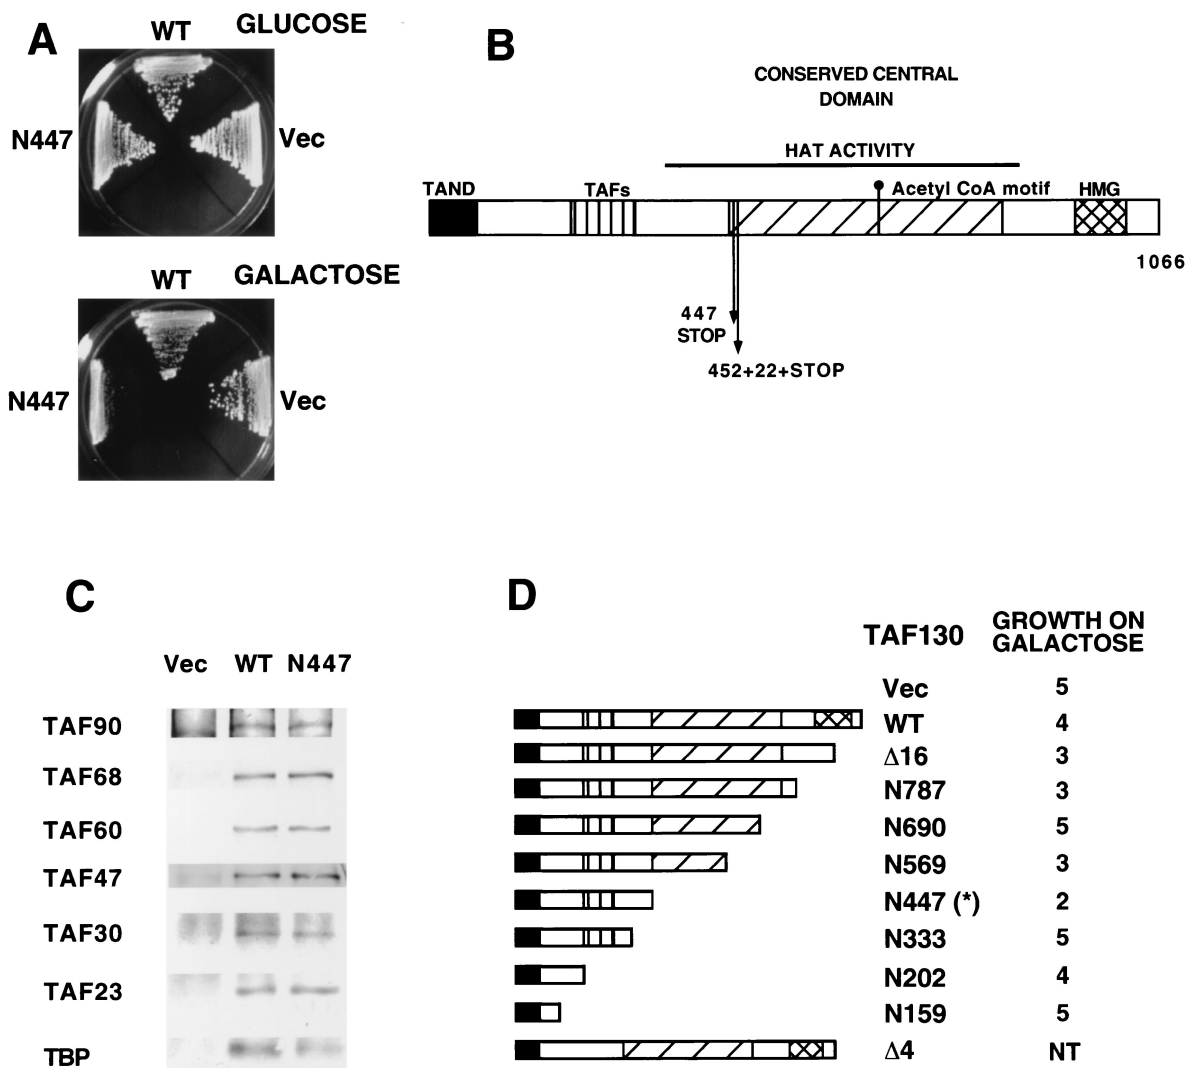 A
WT GLUCOSE
N447
Vec
WT GALACTOSE
N447
Vec
B
CONSERVED CENTRAL
DOMAIN
HAT ACTIVITY
TAND TAFs Acetyl CoA motif HMG
1066
447
STOP
452+22+STOP
C
Vec WT N447
TAF90
TAF68
TAF60
TAF47
TAF30
TAF23
TBP
D
TAF130 GROWTH ON
GALACTOSE
Vec 5
WT 4
Δ16 3
N787 3
N690 5
N569 3
N447 (*) 2
N333 5
N202 4
N159 5
Δ4 NT